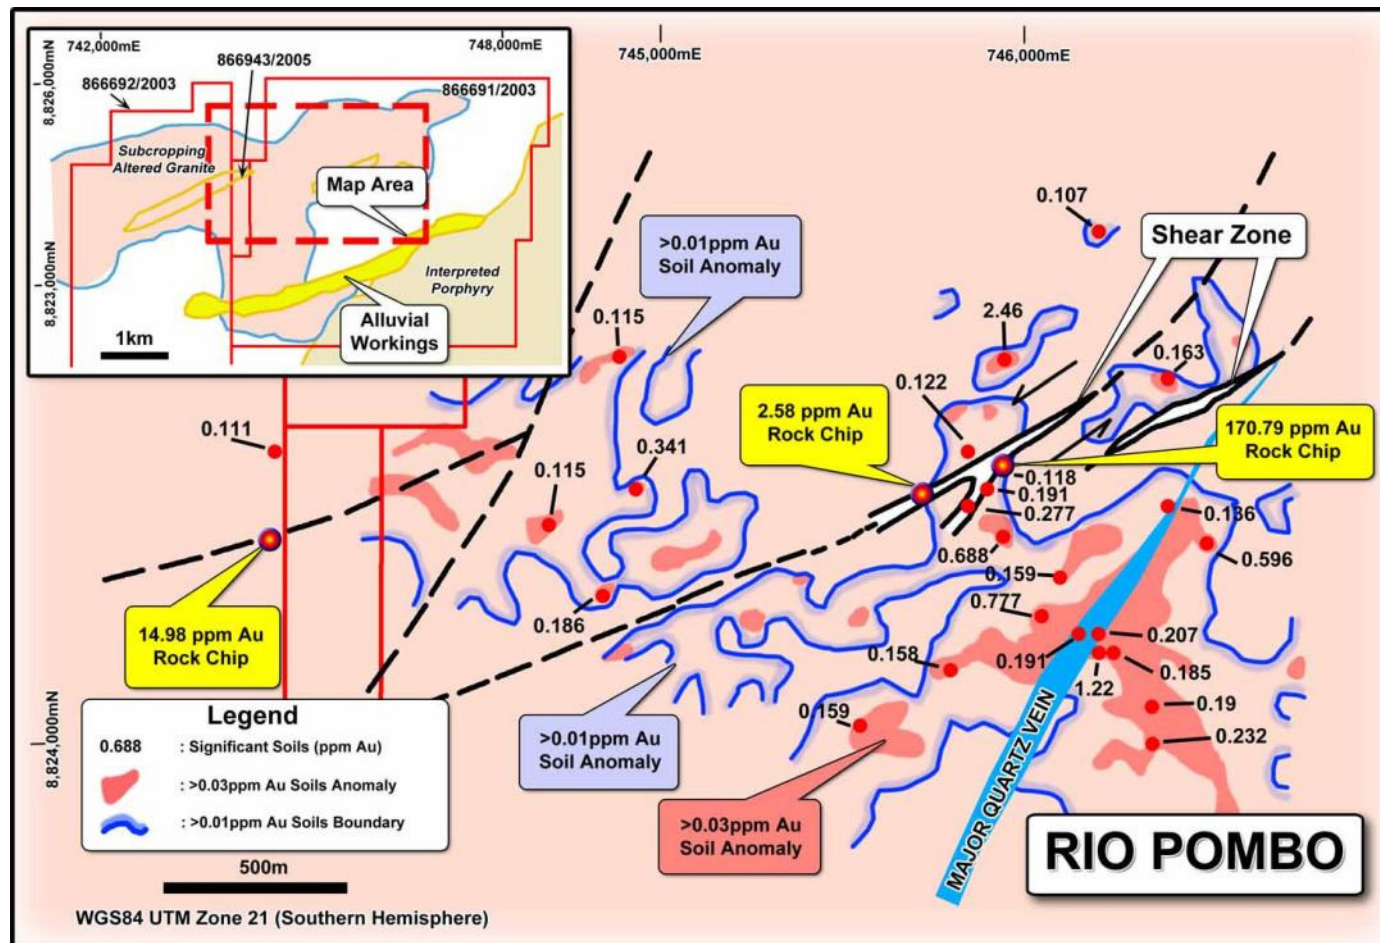 742,000mE
748,000mE
866943/2005
866692/2003
866691/2003
8,826,000mN
8,823,000mN
Subcropping
Altered Granite
Map Area
Interpreted
Porphyry
Alluvial
Workings
1km
745,000mE
746,000mE
>0.01ppm Au
Soil Anomaly
0.107
Shear Zone
0.115
2.46
0.163
0.122
2.58 ppm Au
Rock Chip
170.79 ppm Au
Rock Chip
0.111
0.115
0.341
0.118
0.191
0.277
0.136
0.688
0.596
0.159
0.777
0.186
14.98 ppm Au
Rock Chip
0.207
0.191
0.158
0.185
1.22
0.19
0.159
0.232
>0.01ppm Au
Soil Anomaly
>0.03ppm Au
Soil Anomaly
MAJOR QUARTZ VEIN
8,824,000mN
Legend
0.688 : Significant Soils (ppm Au)
: >0.03ppm Au Soils Anomaly
: >0.01ppm Au Soils Boundary
500m
RIO POMBO
WGS84 UTM Zone 21 (Southern Hemisphere)